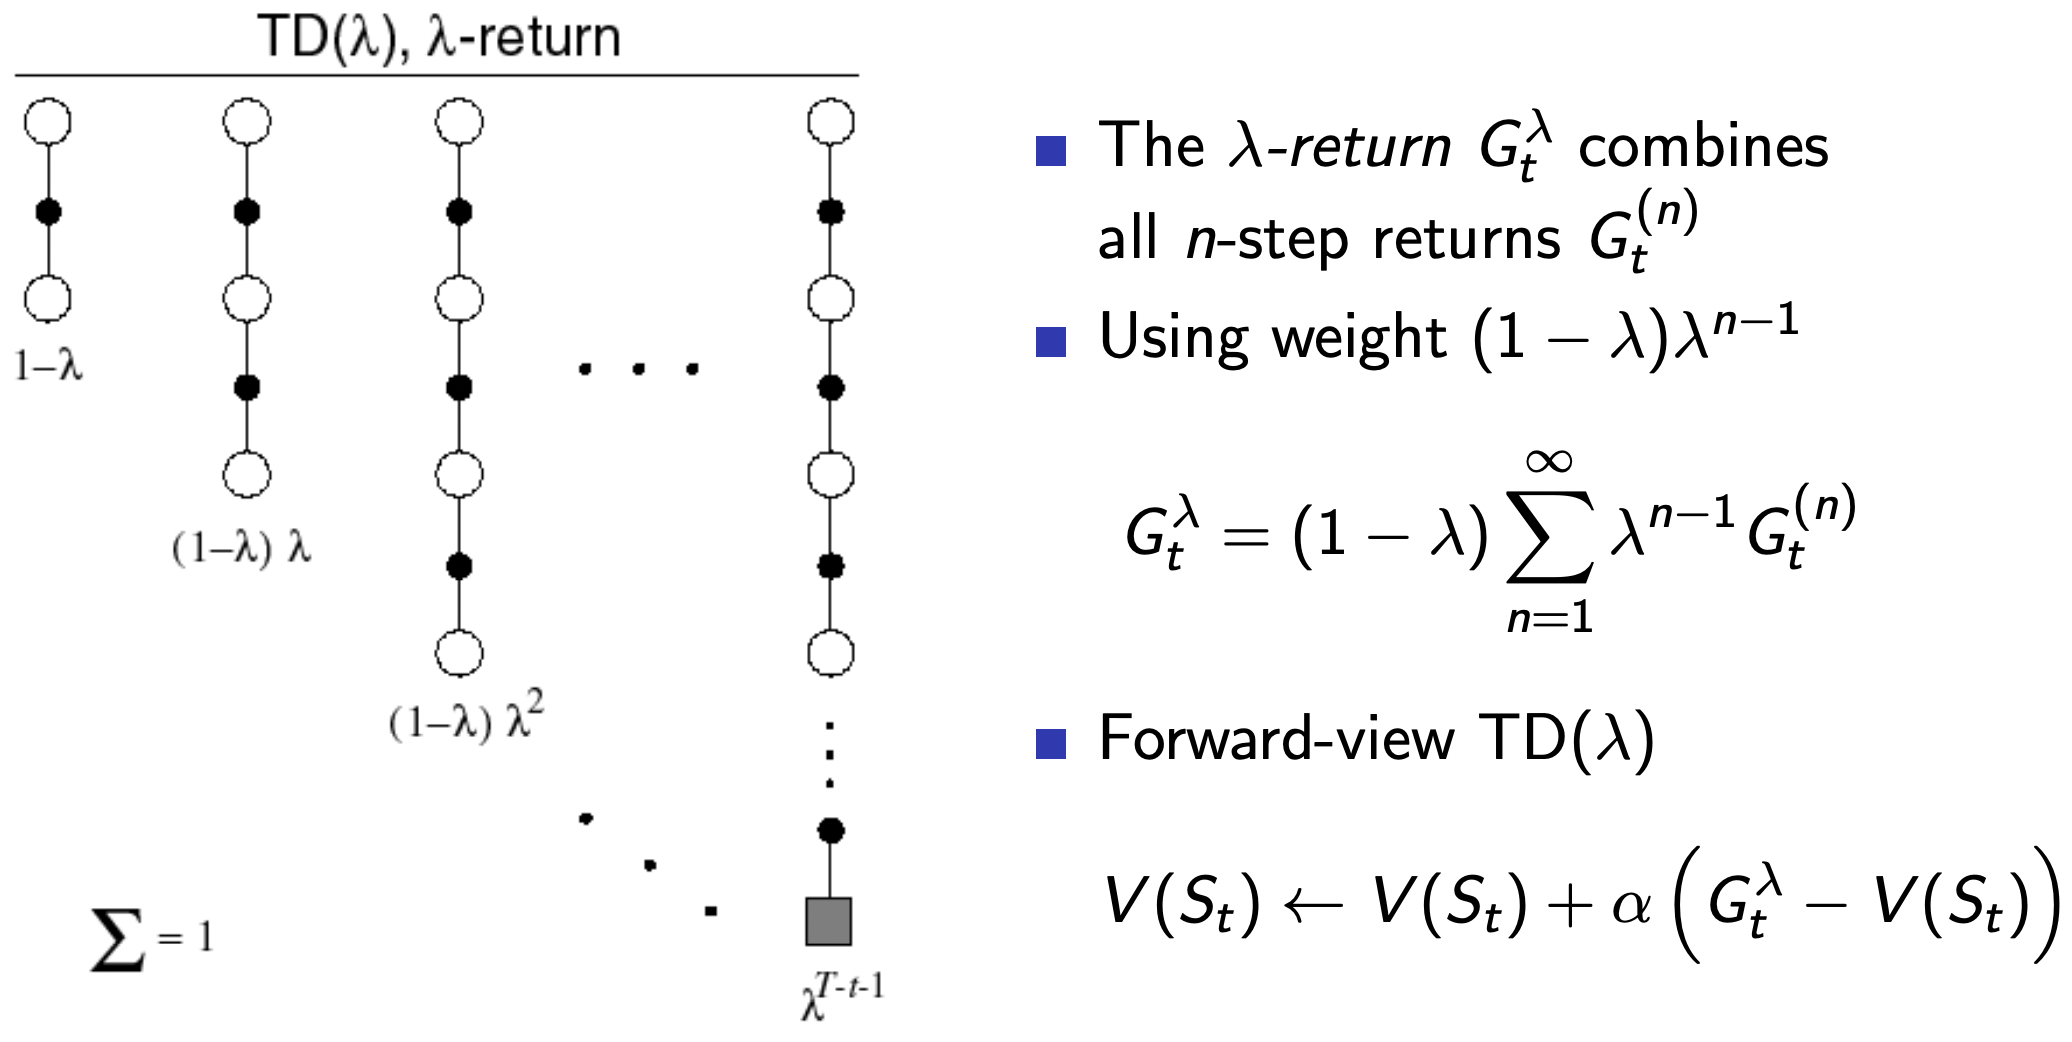 TD(λ), λ-return
1–λ
(1–λ) λ
(1–λ) λ²
∑ = 1
λ^{T-t-1}
The λ-return G_t^λ combines
all n-step returns G_t^{(n)}
Using weight (1 − λ)λ^{n−1}
G_t^λ = (1 − λ) ∑_{n=1}^{∞} λ^{n−1} G_t^{(n)}
Forward-view TD(λ)
V(S_t) ← V(S_t) + α (G_t^λ − V(S_t))